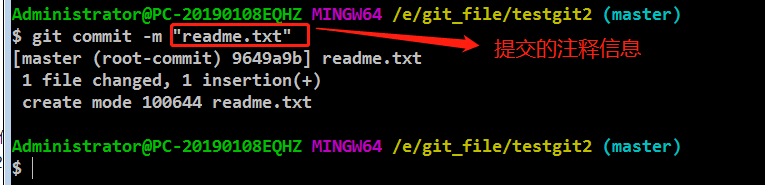 Administrator@PC-20190108EQHZ MINGW64 /e/git_file/testgit2 (master)
$ git commit -m "readme.txt"
提交的注释信息
[master (root-commit) 9649a9b] readme.txt
1 file changed, 1 insertion(+)
create mode 100644 readme.txt
Administrator@PC-20190108EQHZ MINGW64 /e/git_file/testgit2 (master)
$